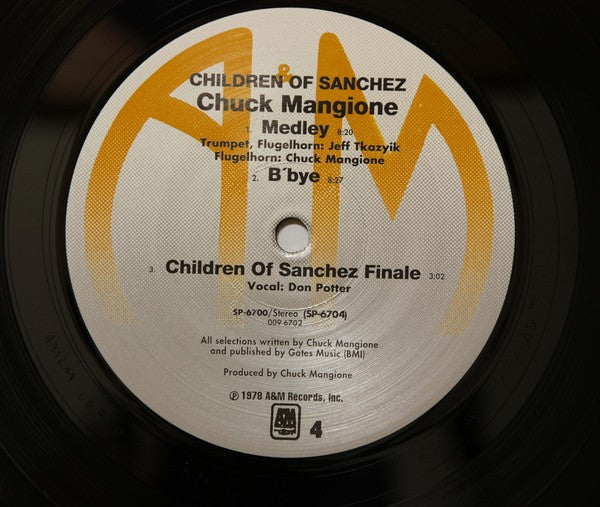 A&M
CHILDREN OF SANCHEZ
Chuck Mangione
1. Medley 8:20
Trumpet, Flugelhorn: Jeff Tkazyik
Flugelhorn: Chuck Mangione
2. B´bye 8:27
3. Children Of Sanchez Finale 3:02
Vocal: Don Potter
SP-6700/Stereo (SP-6704)
009 6702
All selections written by Chuck Mangione
and published by Gates Music (BMI)
Produced by Chuck Mangione
℗ 1978 A&M Records, Inc.
A&M 4